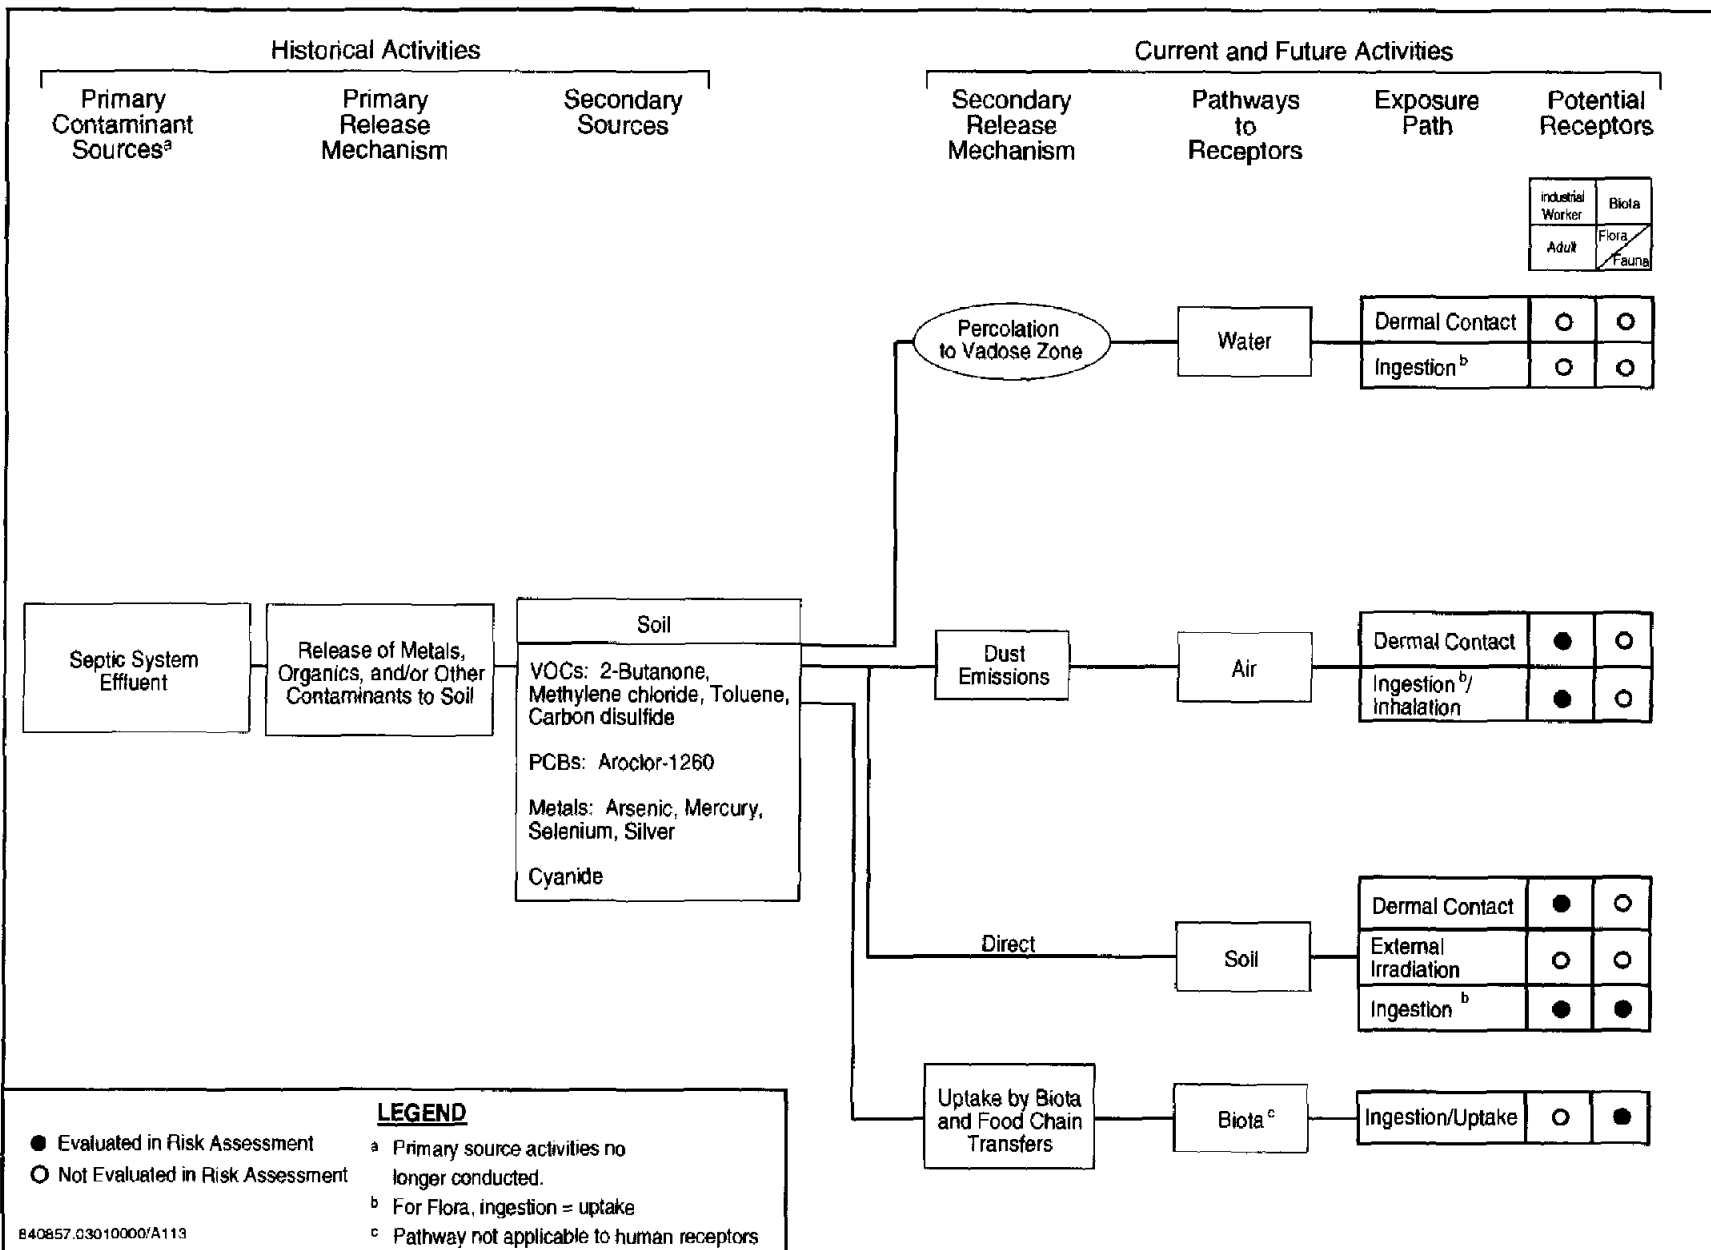 Historical Activities
Current and Future Activities
Primary
Contaminant
Sourcesᵃ
Primary
Release
Mechanism
Secondary
Sources
Secondary
Release
Mechanism
Pathways
to
Receptors
Exposure
Path
Potential
Receptors
Industrial
Worker
Biota
Adult
Flora
Fauna
Percolation
to Vadose Zone
Water
Dermal Contact
Ingestion ᵇ
Septic System
Effluent
Release of Metals,
Organics, and/or Other
Contaminants to Soil
Soil
VOCs: 2-Butanone,
Methylene chloride, Toluene,
Carbon disulfide
PCBs: Aroclor-1260
Metals: Arsenic, Mercury,
Selenium, Silver
Cyanide
Dust
Emissions
Air
Dermal Contact
Ingestion ᵇ/
Inhalation
Direct
Soil
Dermal Contact
External
Irradiation
Ingestion ᵇ
Uptake by Biota
and Food Chain
Transfers
Biotaᶜ
Ingestion/Uptake
LEGEND
● Evaluated in Risk Assessment
O Not Evaluated in Risk Assessment
ᵃ Primary source activities no
longer conducted.
ᵇ For Flora, ingestion = uptake
ᶜ Pathway not applicable to human receptors
840857.03010000/A113